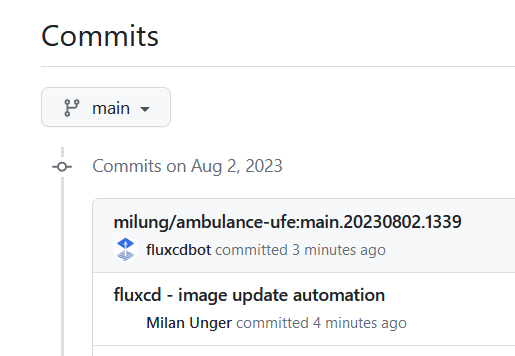 Commits
main
Commits on Aug 2, 2023
milung/ambulance-ufe:main.20230802.1339
fluxcdbot committed 3 minutes ago
fluxcd - image update automation
Milan Unger committed 4 minutes ago